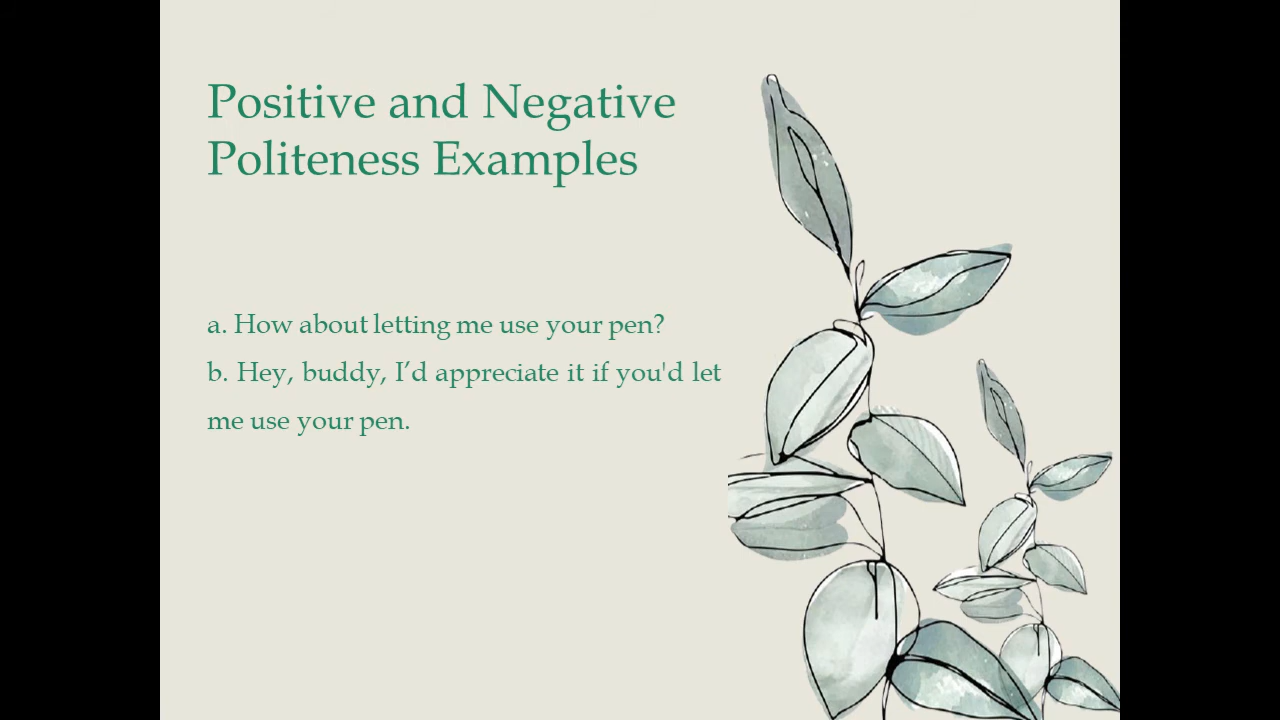 Positive and Negative
Politeness Examples
a. How about letting me use your pen?
b. Hey, buddy, I’d appreciate it if you'd let
me use your pen.